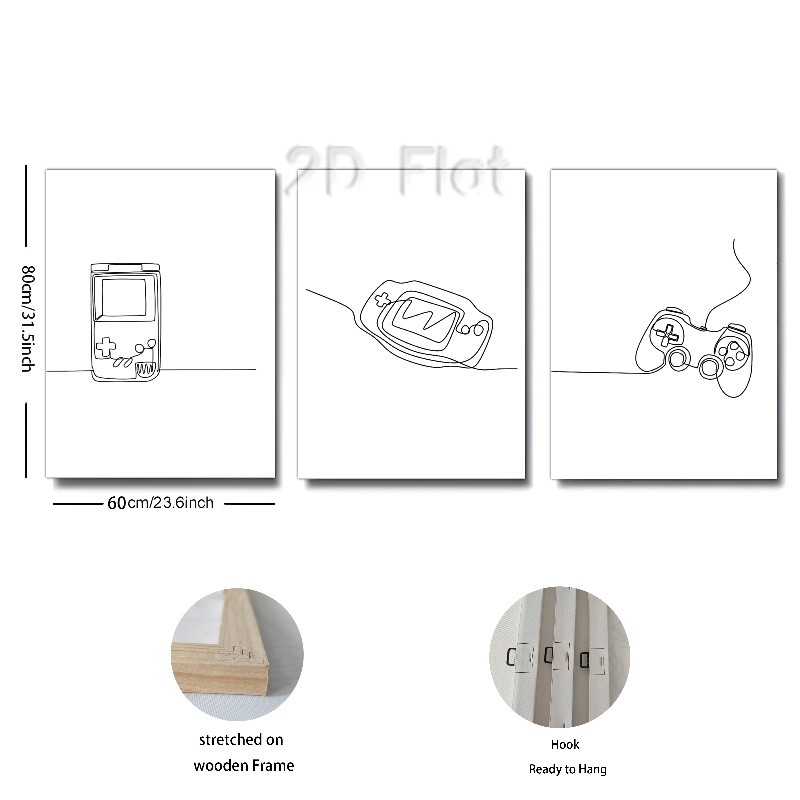 2D Flat
80cm/31.5inch
60cm/23.6inch
stretched on
wooden Frame
Hook
Ready to Hang